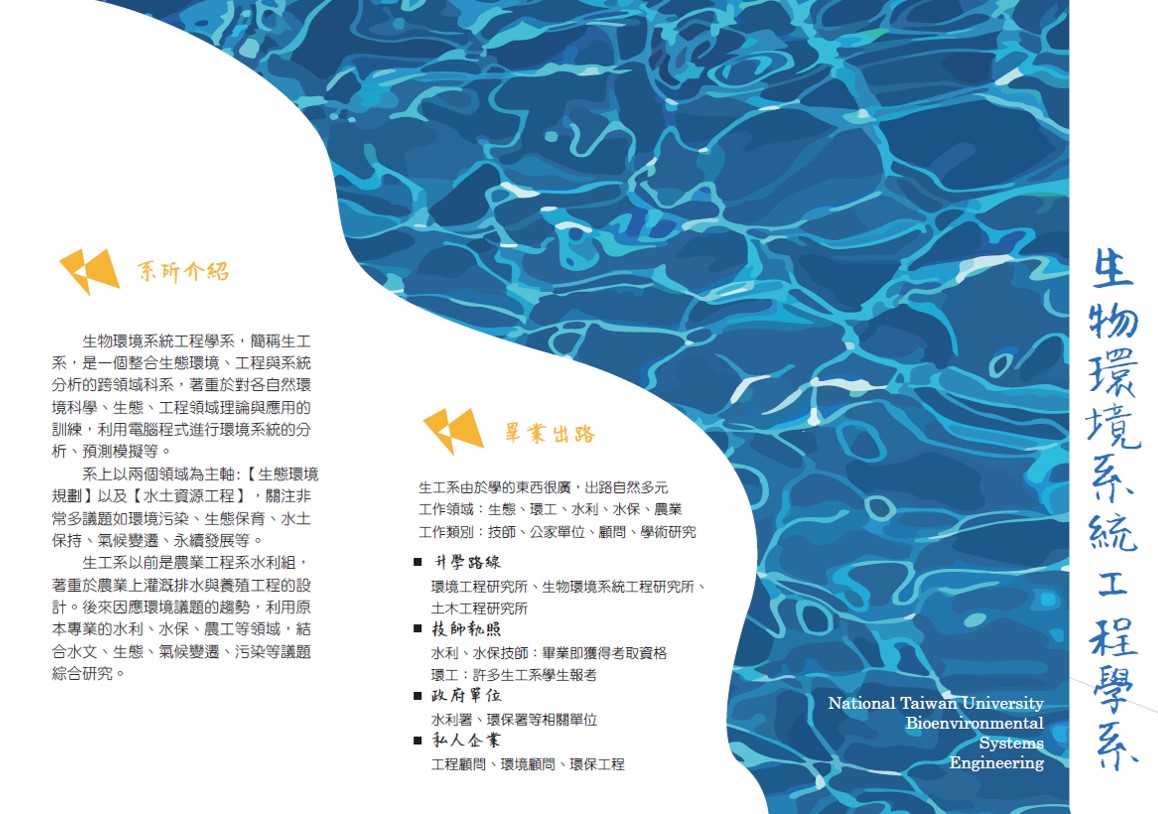 系所介紹
生物環境系統工程學系，簡稱生工
系，是一個整合生態環境、工程與系統
分析的跨領域科系，著重於對各自然環
境科學、生態、工程領域理論與應用的
訓練，利用電腦程式進行環境系統的分
析、預測模擬等。
系上以兩個領域為主軸:【生態環境
規劃】以及【水土資源工程】，關注非
常多議題如環境污染、生態保育、水土
保持、氣候變遷、永續發展等。
生工系以前是農業工程系水利組，
著重於農業上灌溉排水與養殖工程的設
計。後來因應環境議題的趨勢，利用原
本專業的水利、水保、農工等領域，結
合水文、生態、氣候變遷、污染等議題
綜合研究。
畢業出路
生工系由於學的東西很廣，出路自然多元
工作領域：生態、環工、水利、水保、農業
工作類別：技師、公家單位、顧問、學術研究
■ 升學路線
環境工程研究所、生物環境系統工程研究所、
土木工程研究所
■ 技師執照
水利、水保技師：畢業即獲得考取資格
環工：許多生工系學生報考
■ 政府單位
水利署、環保署等相關單位
■ 私人企業
工程顧問、環境顧問、環保工程
National Taiwan University
Bioenvironmental
Systems
Engineering
生物環境系統工程學系